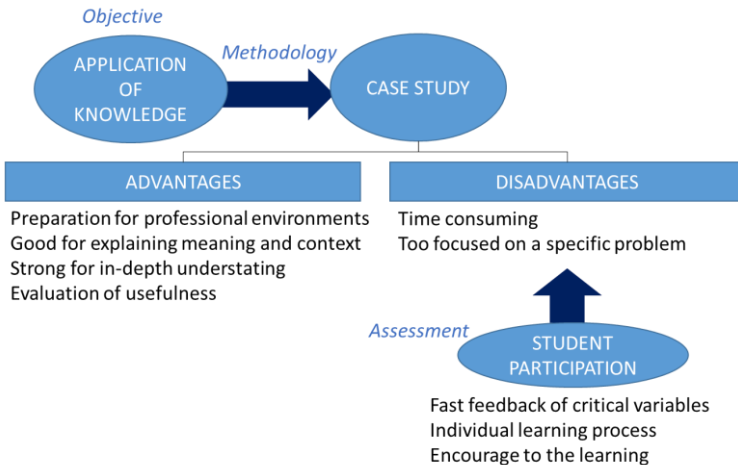 Objective
Methodology
APPLICATION
OF
KNOWLEDGE
CASE STUDY
ADVANTAGES
Preparation for professional environments
Good for explaining meaning and context
Strong for in-depth understating
Evaluation of usefulness
DISADVANTAGES
Time consuming
Too focused on a specific problem
Assessment
STUDENT
PARTICIPATION
Fast feedback of critical variables
Individual learning process
Encourage to the learning